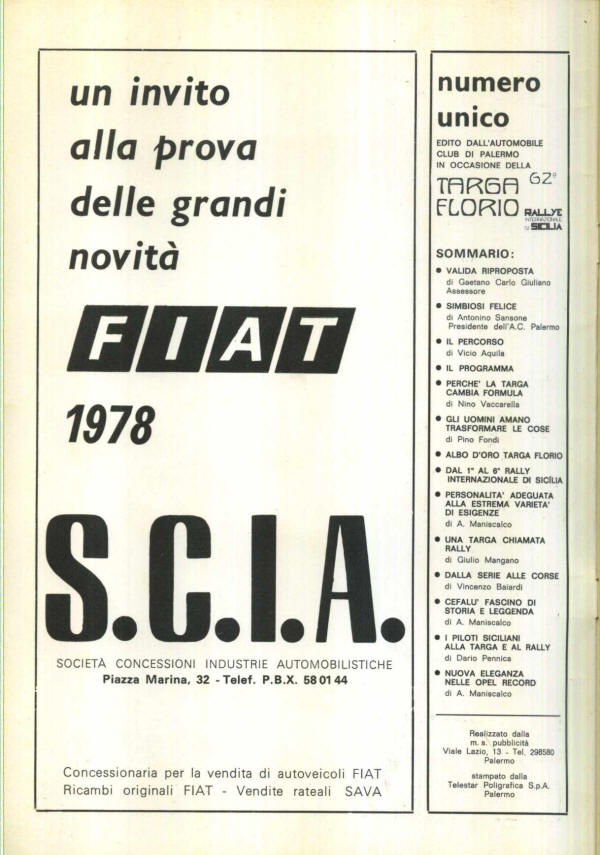 un invito
alla prova
delle grandi
novità
FIAT
1978
S.C.I.A.
SOCIETÀ CONCESSIONI INDUSTRIE AUTOMOBILISTICHE
Piazza Marina, 32 - Telef. P.B.X. 58 01 44
Concessionaria per la vendita di autoveicoli FIAT
Ricambi originali FIAT - Vendite rateali SAVA
numero
unico
EDITO DALL'AUTOMOBILE
CLUB DI PALERMO
IN OCCASIONE DELLA
TARGA 62°
FLORIO RALLYE
INTERNAZIONALE
DI SICILIA
SOMMARIO:
● VALIDA RIPROPOSTA
di Gaetano Carlo Giuliano
Assessore
● SIMBIOSI FELICE
di Antonino Sansone
Presidente dell'A.C. Palermo
● IL PERCORSO
di Vicio Aquila
● IL PROGRAMMA
● PERCHE' LA TARGA
CAMBIA FORMULA
di Nino Vaccarella
● GLI UOMINI AMANO
TRASFORMARE LE COSE
di Pino Fondi
● ALBO D'ORO TARGA FLORIO
● DAL 1° AL 6° RALLY
INTERNAZIONALE DI SICILIA
● PERSONALITA' ADEGUATA
ALLA ESTREMA VARIETA'
DI ESIGENZE
di A. Maniscalco
● UNA TARGA CHIAMATA
RALLY
di Giulio Mangano
● DALLA SERIE ALLE CORSE
di Vincenzo Baiardi
● CEFALU' FASCINO DI
STORIA E LEGGENDA
di A. Maniscalco
● I PILOTI SICILIANI
ALLA TARGA E AL RALLY
di Dario Pennica
● NUOVA ELEGANZA
NELLE OPEL RECORD
di A. Maniscalco
Realizzato dalla
m. s. pubblicità
Viale Lazio, 13 - Tel. 298580
Palermo
stampato dalla
Telestar Poligrafica S.p.A.
Palermo